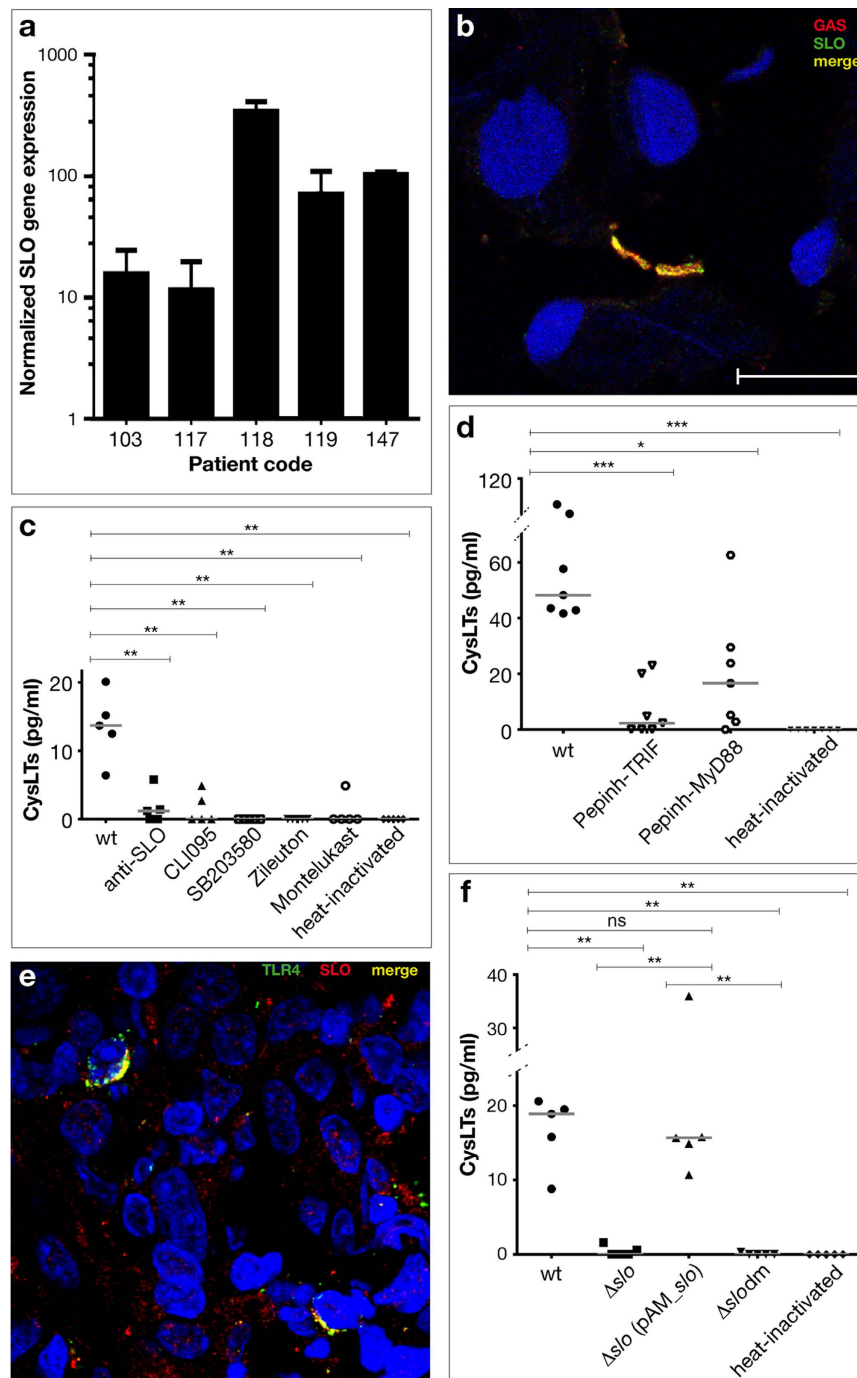 a
1000
100
10
1
Normalized SLO gene expression
103 117 118 119 147
Patient code
b
GAS
SLO
merge
c
**
**
**
**
**
**
CysLTs (pg/ml)
20
10
0
wt
anti-SLO
CLI095
SB203580
Zileuton
Montelukast
heat-inactivated
d
***
*
***
CysLTs (pg/ml)
120
60
40
20
0
wt
Pepinh-TRIF
Pepinh-MyD88
heat-inactivated
e
TLR4 SLO merge
f
**
**
ns
**
**
**
CysLTs (pg/ml)
40
30
20
10
0
wt
Δslo
Δslo (pAM_slo)
Δslodm
heat-inactivated